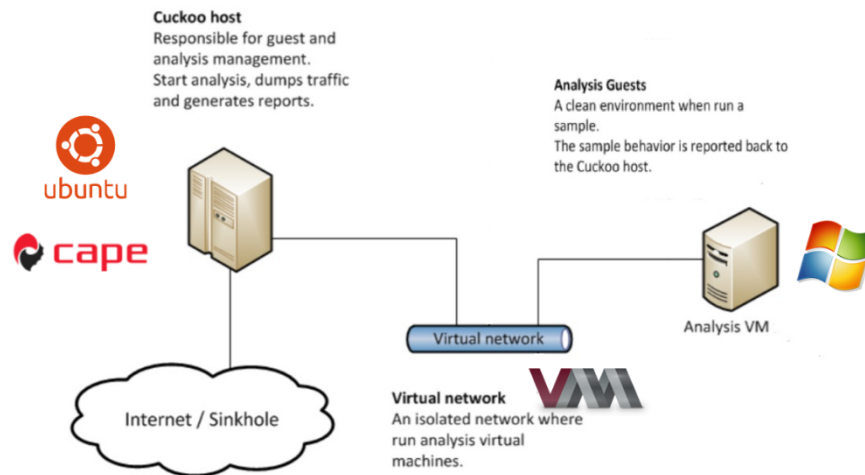 Cuckoo host
Responsible for guest and
analysis management.
Start analysis, dumps traffic
and generates reports.
Analysis Guests
A clean environment when run a
sample.
The sample behavior is reported back to
the Cuckoo host.
ubuntu
cape
Analysis VM
Virtual network
VM
Internet / Sinkhole
Virtual network
An isolated network where
run analysis virtual
machines.